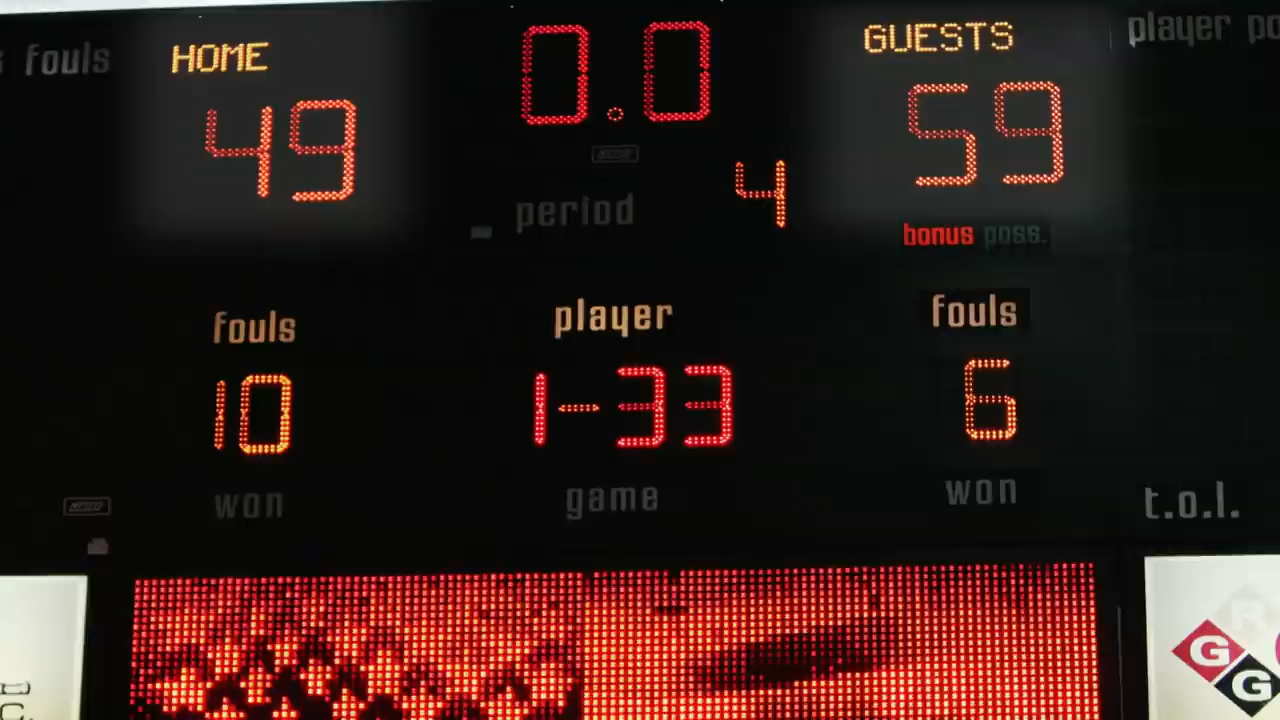 fouls
HOME
0.0
GUESTS
player
49
59
period
4
bonus poss.
fouls
player
fouls
10
1-33
6
won
game
won
t.o.l.
G
G
C.